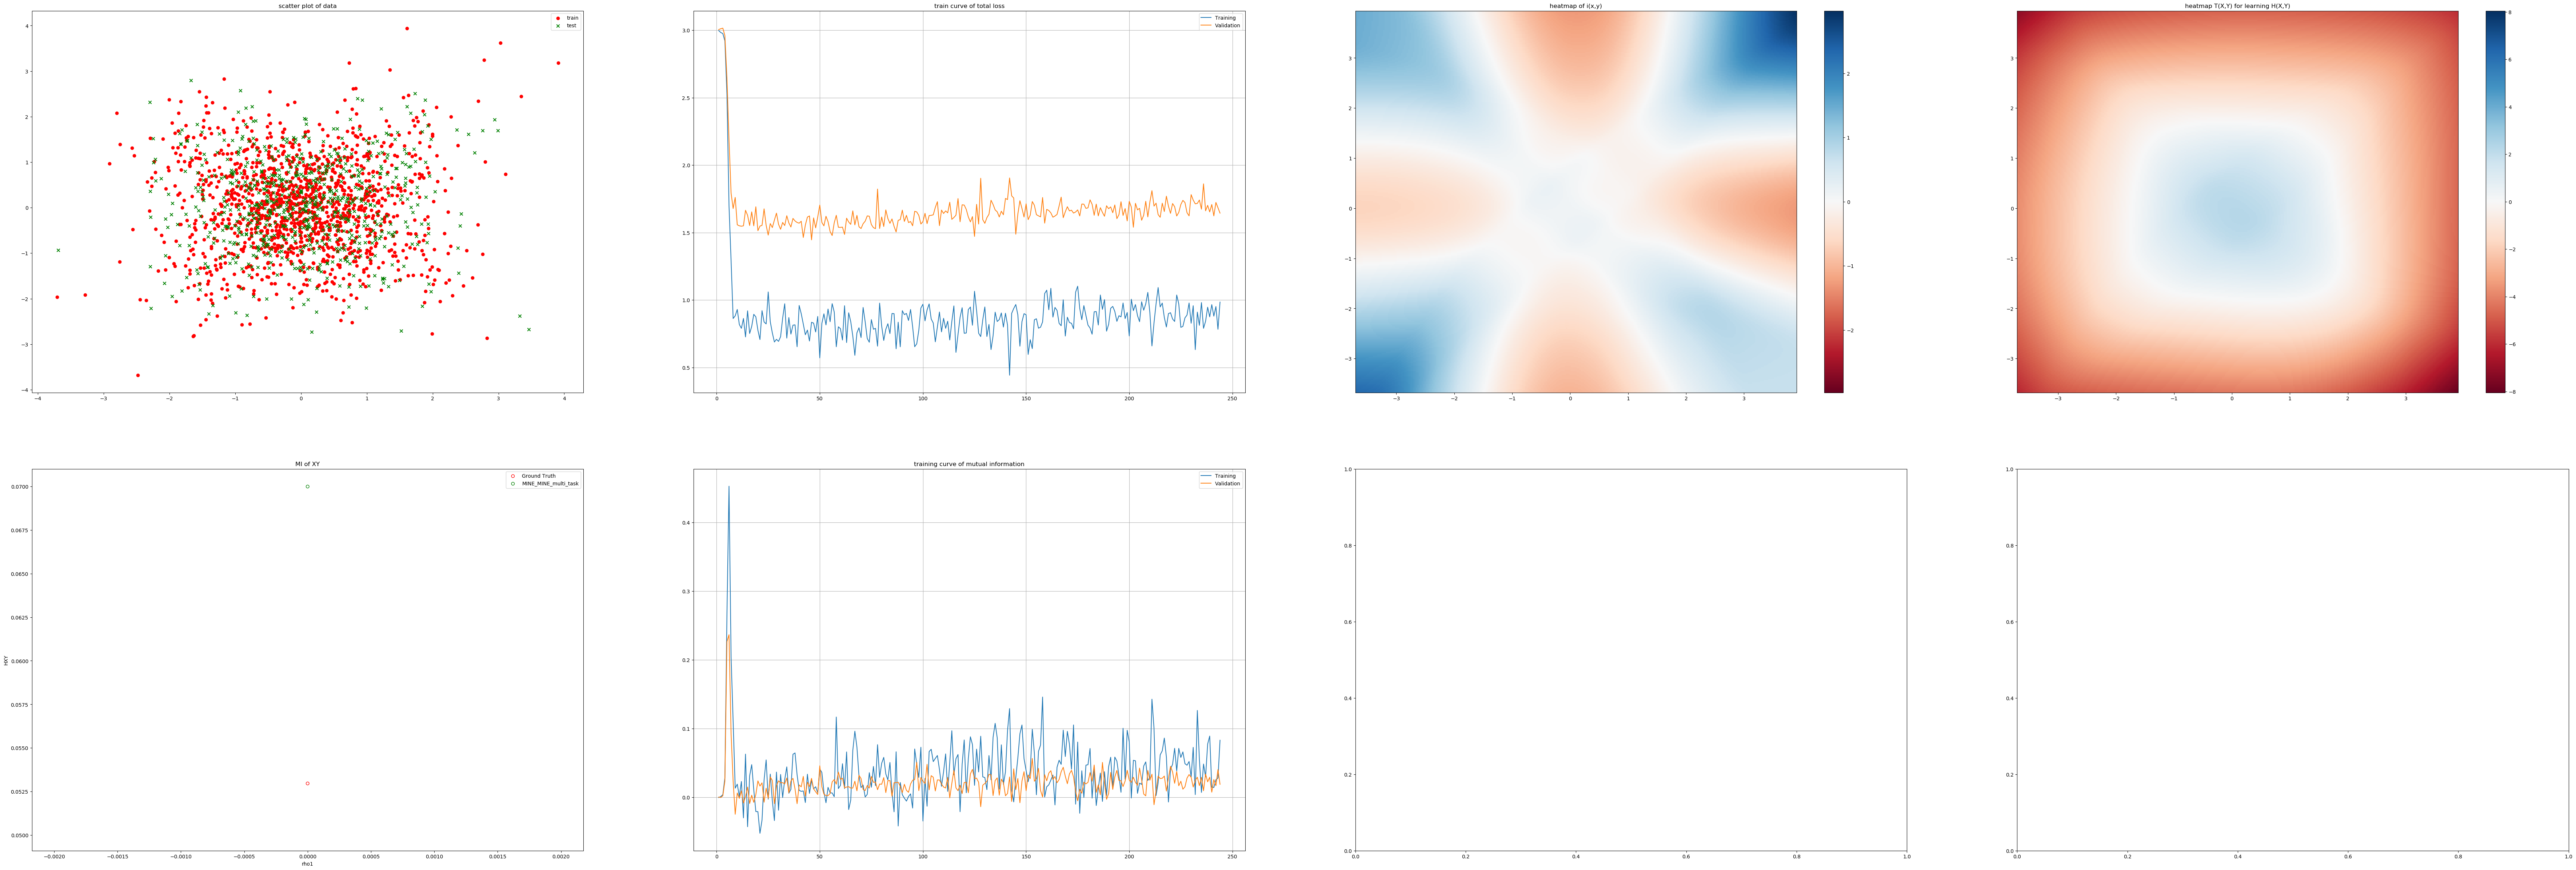 scatter plot of data
train
test
4
3
2
1
0
−1
−2
−3
−4
−4 −3 −2 −1 0 1 2 3 4
train curve of total loss
Training
Validation
3.0
2.5
2.0
1.5
1.0
0.5
0 50 100 150 200 250
heatmap of i(x,y)
3
2
1
0
−1
−2
−3
−3 −2 −1 0 1 2 3
2
1
0
−1
−2
heatmap T(X,Y) for learning H(X,Y)
3
2
1
0
−1
−2
−3
−3 −2 −1 0 1 2 3
8
6
4
2
0
−2
−4
−6
−8
MI of XY
Ground Truth
MINE_MINE_multi_task
HXY
0.0700
0.0675
0.0650
0.0625
0.0600
0.0575
0.0550
0.0525
0.0500
−0.0020 −0.0015 −0.0010 −0.0005 0.0000 0.0005 0.0010 0.0015 0.0020
rho1
training curve of mutual information
Training
Validation
0.4
0.3
0.2
0.1
0.0
0 50 100 150 200 250
1.0
0.8
0.6
0.4
0.2
0.0
0.0 0.2 0.4 0.6 0.8 1.0
1.0
0.8
0.6
0.4
0.2
0.0
0.0 0.2 0.4 0.6 0.8 1.0